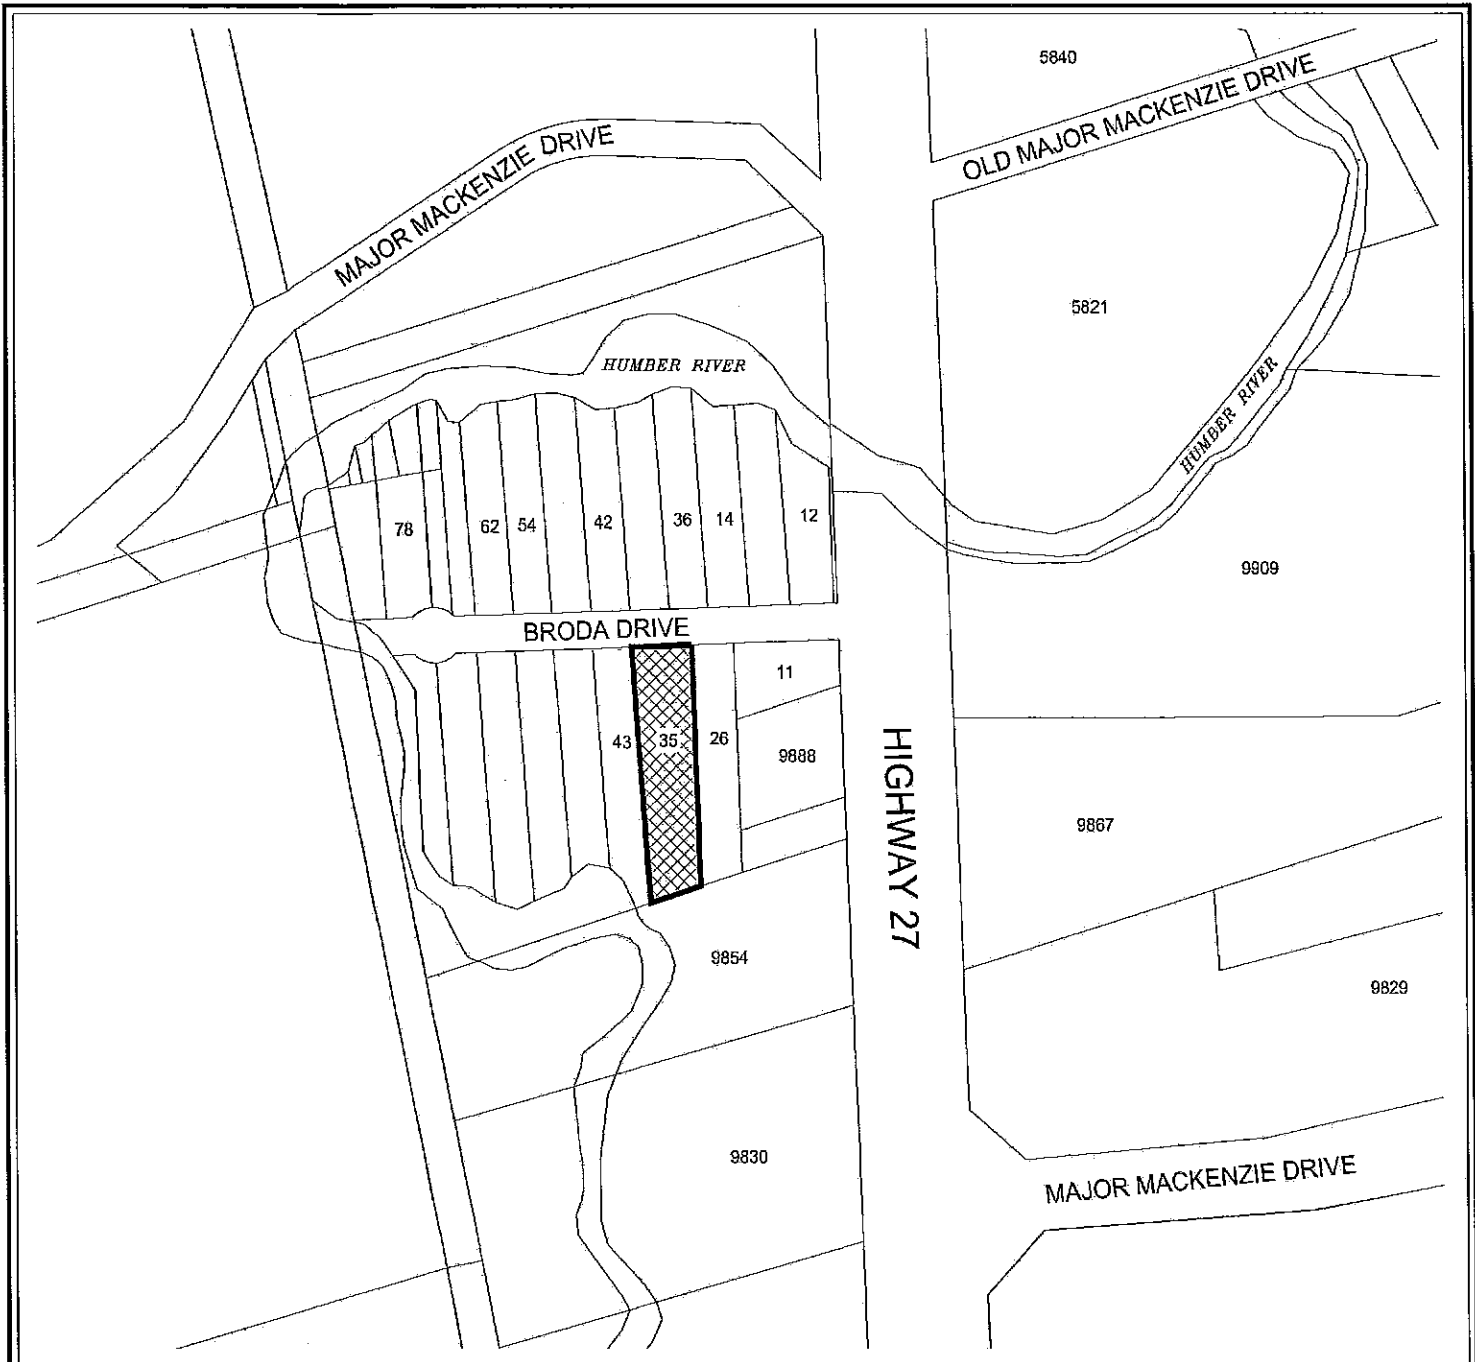 5840
OLD MAJOR MACKENZIE DRIVE
MAJOR MACKENZIE DRIVE
5821
HUMBER RIVER
HUMBER RIVER
78
62
54
42
36
14
12
9909
BRODA DRIVE
11
43
35
26
9888
HIGHWAY 27
9867
9854
9829
9830
MAJOR MACKENZIE DRIVE